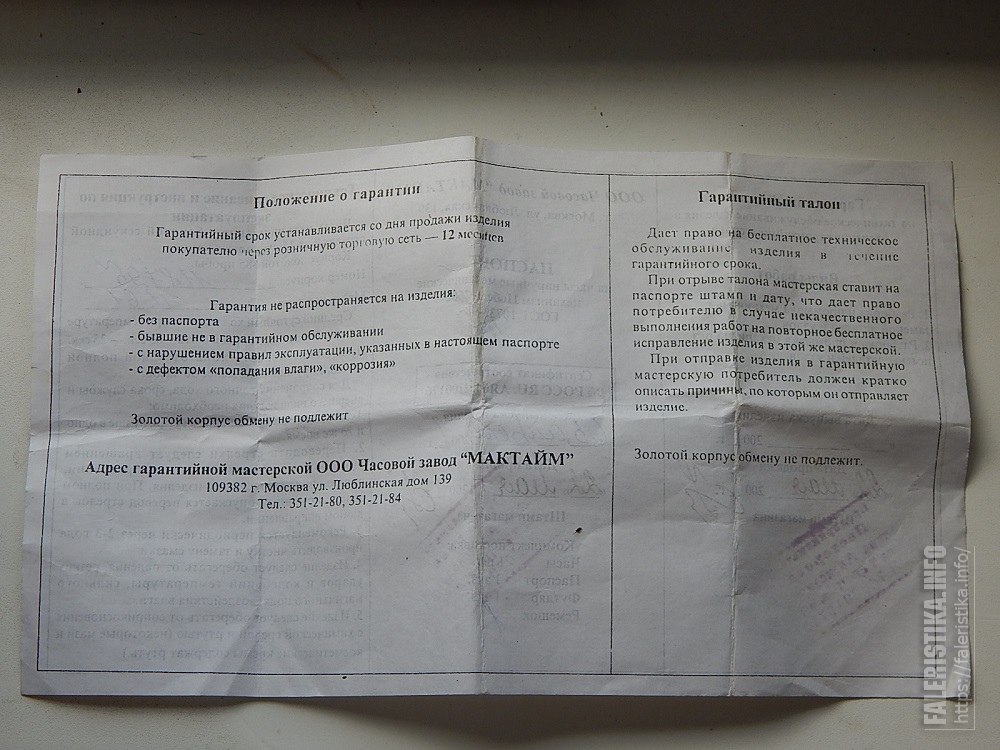 Положение о гарантии
Гарантийный срок устанавливается со дня продажи изделия
покупателю через розничную торговую сеть — 12 месяцев
Гарантия не распространяется на изделия:
- без паспорта
- бывшие не в гарантийном обслуживании
- с нарушением правил эксплуатации, указанных в настоящем паспорте
- с дефектом «попадания влаги», «коррозия»
Золотой корпус обмену не подлежит
Адрес гарантийной мастерской ООО Часовой завод "МАКТАЙМ"
109382 г. Москва ул. Люблинская дом 139
Тел.: 351-21-80, 351-21-84
Гарантийный талон
Дает право на бесплатное техническое
обслуживание изделия в течение
гарантийного срока.
При отрыве талона мастерская ставит на
паспорте штамп и дату, что дает право
потребителю в случае некачественного
выполнения работ на повторное бесплатное
исправление изделия в этой же мастерской.
При отправке изделия в гарантийную
мастерскую потребитель должен кратко
описать причины, по которым он отправляет
изделие.
Золотой корпус обмену не подлежит.
FALERISTIKA.INFO
https://faleristika.info/